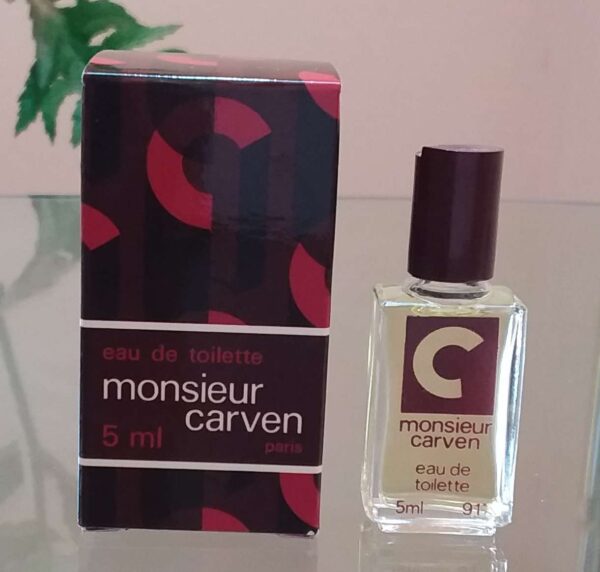 eau de toilette
monsieur
carven
5 ml
paris
C
monsieur
carven
eau de
toilette
5ml